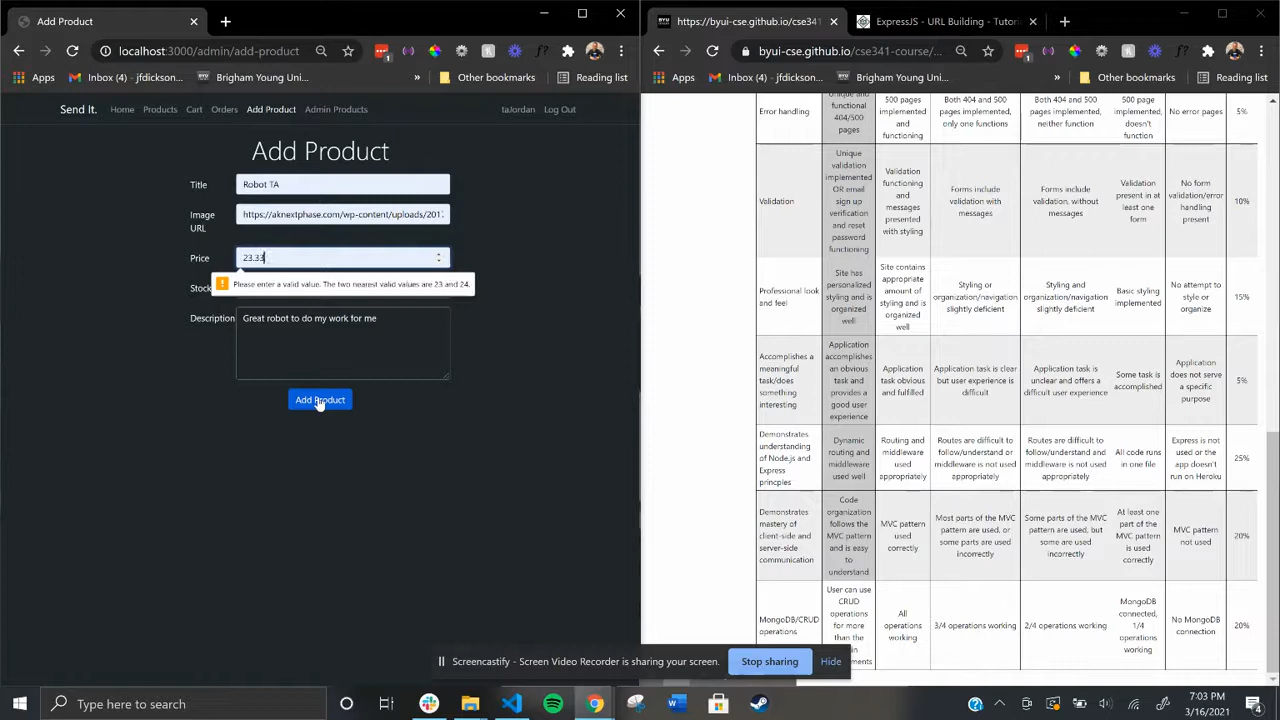 Add Product
localhost:3000/admin/add-product
f?
1
Apps
Inbox (4) - jfdickson...
BYU
Brigham Young Uni...
»
Other bookmarks
Reading list
Send It.
Home
Products
Cart
Orders
Add Product
Admin Products
taJordan
Log Out
Add Product
Title
Robot TA
Image
URL
https://aknextphase.com/wp-content/uploads/201
Price
23.33
Please enter a valid value. The two nearest valid values are 23 and 24.
Stock
Description
Great robot to do my work for me
Add Product
https://byui-cse.github.io/cse341
ExpressJS - URL Building - Tutori
byui-cse.github.io/cse341-course/...
f?
1
Apps
Inbox (4) - jfdickson...
BYU
Brigham Young Uni...
»
Other bookmarks
Reading list
Error handling
unique and
functional
404/500
pages
500 pages
implemented
and
functioning
Both 404 and 500
pages implemented,
only one functions
Both 404 and 500
pages implemented,
neither function
500 page
implemented,
doesn't
function
No error pages
5%
Validation
Unique
validation
implemented
OR email
sign up
verification
and reset
password
functioning
Validation
functioning
and
messages
presented
with styling
Forms include
validation with
messages
Forms include
validation, without
messages
Validation
present in at
least one
form
No form
validation/error
handling
present
10%
Professional look
and feel
Site has
personalized
styling and is
organized
well
Site contains
appropriate
amount of
styling and is
organized
well
Styling or
organization/navigation
slightly deficient
Styling and
organization/navigation
slightly deficient
Basic styling
implemented
No attempt to
style or
organize
15%
Accomplishes a
meaningful
task/does
something
interesting
Application
accomplishes
an obvious
task and
provides a
good user
experience
Application
task obvious
and fulfilled
Application task is clear
but user experience is
difficult
Application task is
unclear and offers a
difficult user experience
Some task is
accomplished
Application
does not serve
a specific
purpose
5%
Demonstrates
understanding
of Node.js and
Express
princples
Dynamic
routing and
middleware
used well
Routing and
middleware
used
appropriately
Routes are difficult to
follow/understand or
middleware is not used
appropriately
Routes are difficult to
follow/understand and
middleware is not used
appropriately
All code runs
in one file
Express is not
used or the
app doesn't
run on Heroku
25%
Demonstrates
mastery of
client-side and
server-side
communication
Code
organization
follows the
MVC pattern
and is easy
to
understand
MVC pattern
used
correctly
Most parts of the MVC
pattern are used, or
some parts are used
incorrectly
Some parts of the MVC
pattern are used, but
some are used
incorrectly
At least one
part of the
MVC pattern
is used
correctly
MVC pattern
not used
20%
MongoDB/CRUD
operations
User can use
CRUD
operations
for more
than the
All
operations
working
3/4 operations working
2/4 operations working
MongoDB
connected,
1/4
operations
working
No MongoDB
connection
20%
Screencastify - Screen Video Recorder is sharing your screen.
Stop sharing
Hide
Type here to search
7:03 PM
3/16/2021
4